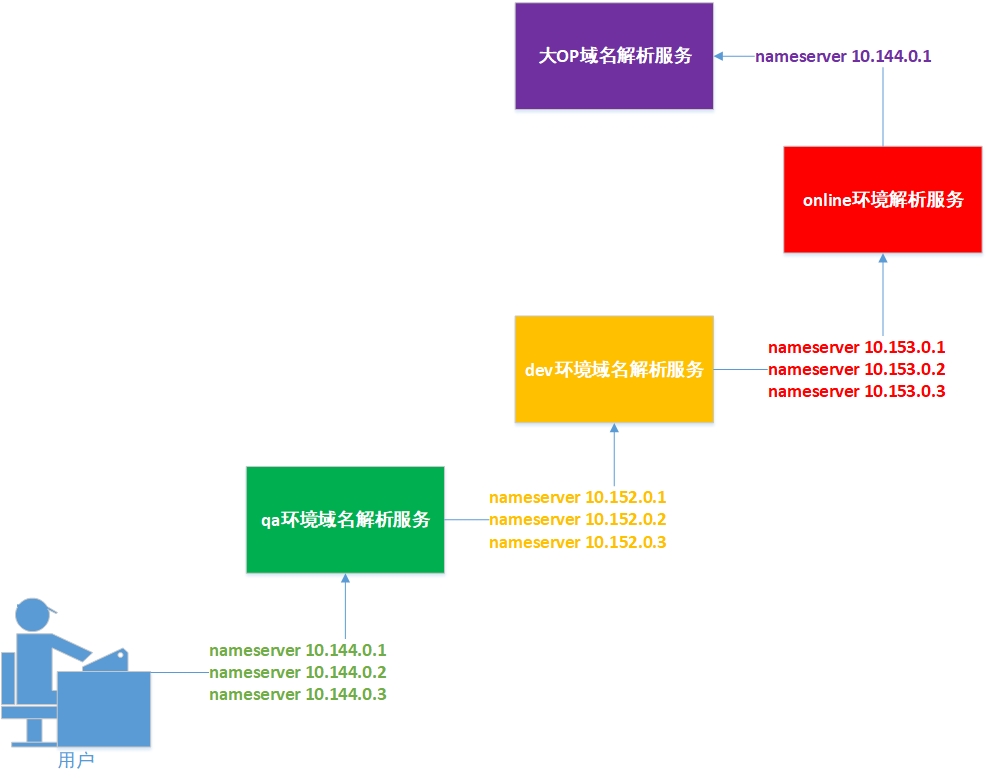 大OP域名解析服务
nameserver 10.144.0.1
online环境解析服务
dev环境域名解析服务
nameserver 10.153.0.1
nameserver 10.153.0.2
nameserver 10.153.0.3
qa环境域名解析服务
nameserver 10.152.0.1
nameserver 10.152.0.2
nameserver 10.152.0.3
nameserver 10.144.0.1
nameserver 10.144.0.2
nameserver 10.144.0.3
用户